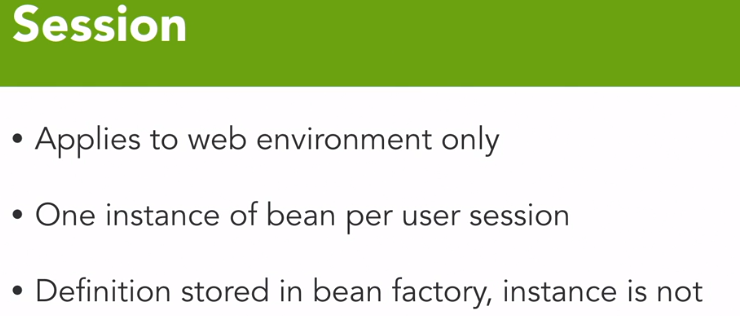 Session
• Applies to web environment only
• One instance of bean per user session
• Definition stored in bean factory, instance is not